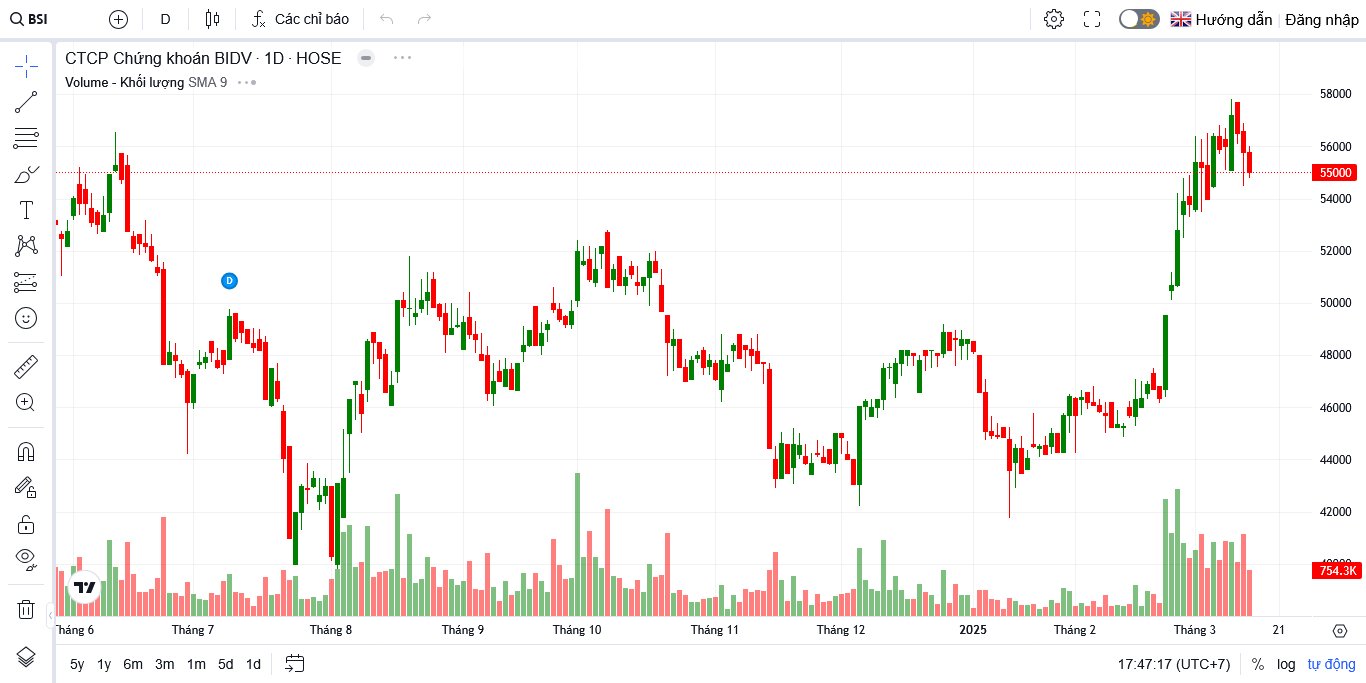 BSI D Các chỉ báo Hướng dẫn Đăng nhập
CTCP Chứng khoán BIDV · 1D · HOSE
Volume - Khối lượng SMA 9
58000
56000
55000
54000
52000
50000
48000
46000
44000
42000
40000
754.3K
D
Tháng 6 Tháng 7 Tháng 8 Tháng 9 Tháng 10 Tháng 11 Tháng 12 2025 Tháng 2 Tháng 3 21
5y 1y 6m 3m 1m 5d 1d 17:47:17 (UTC+7) % log tự động